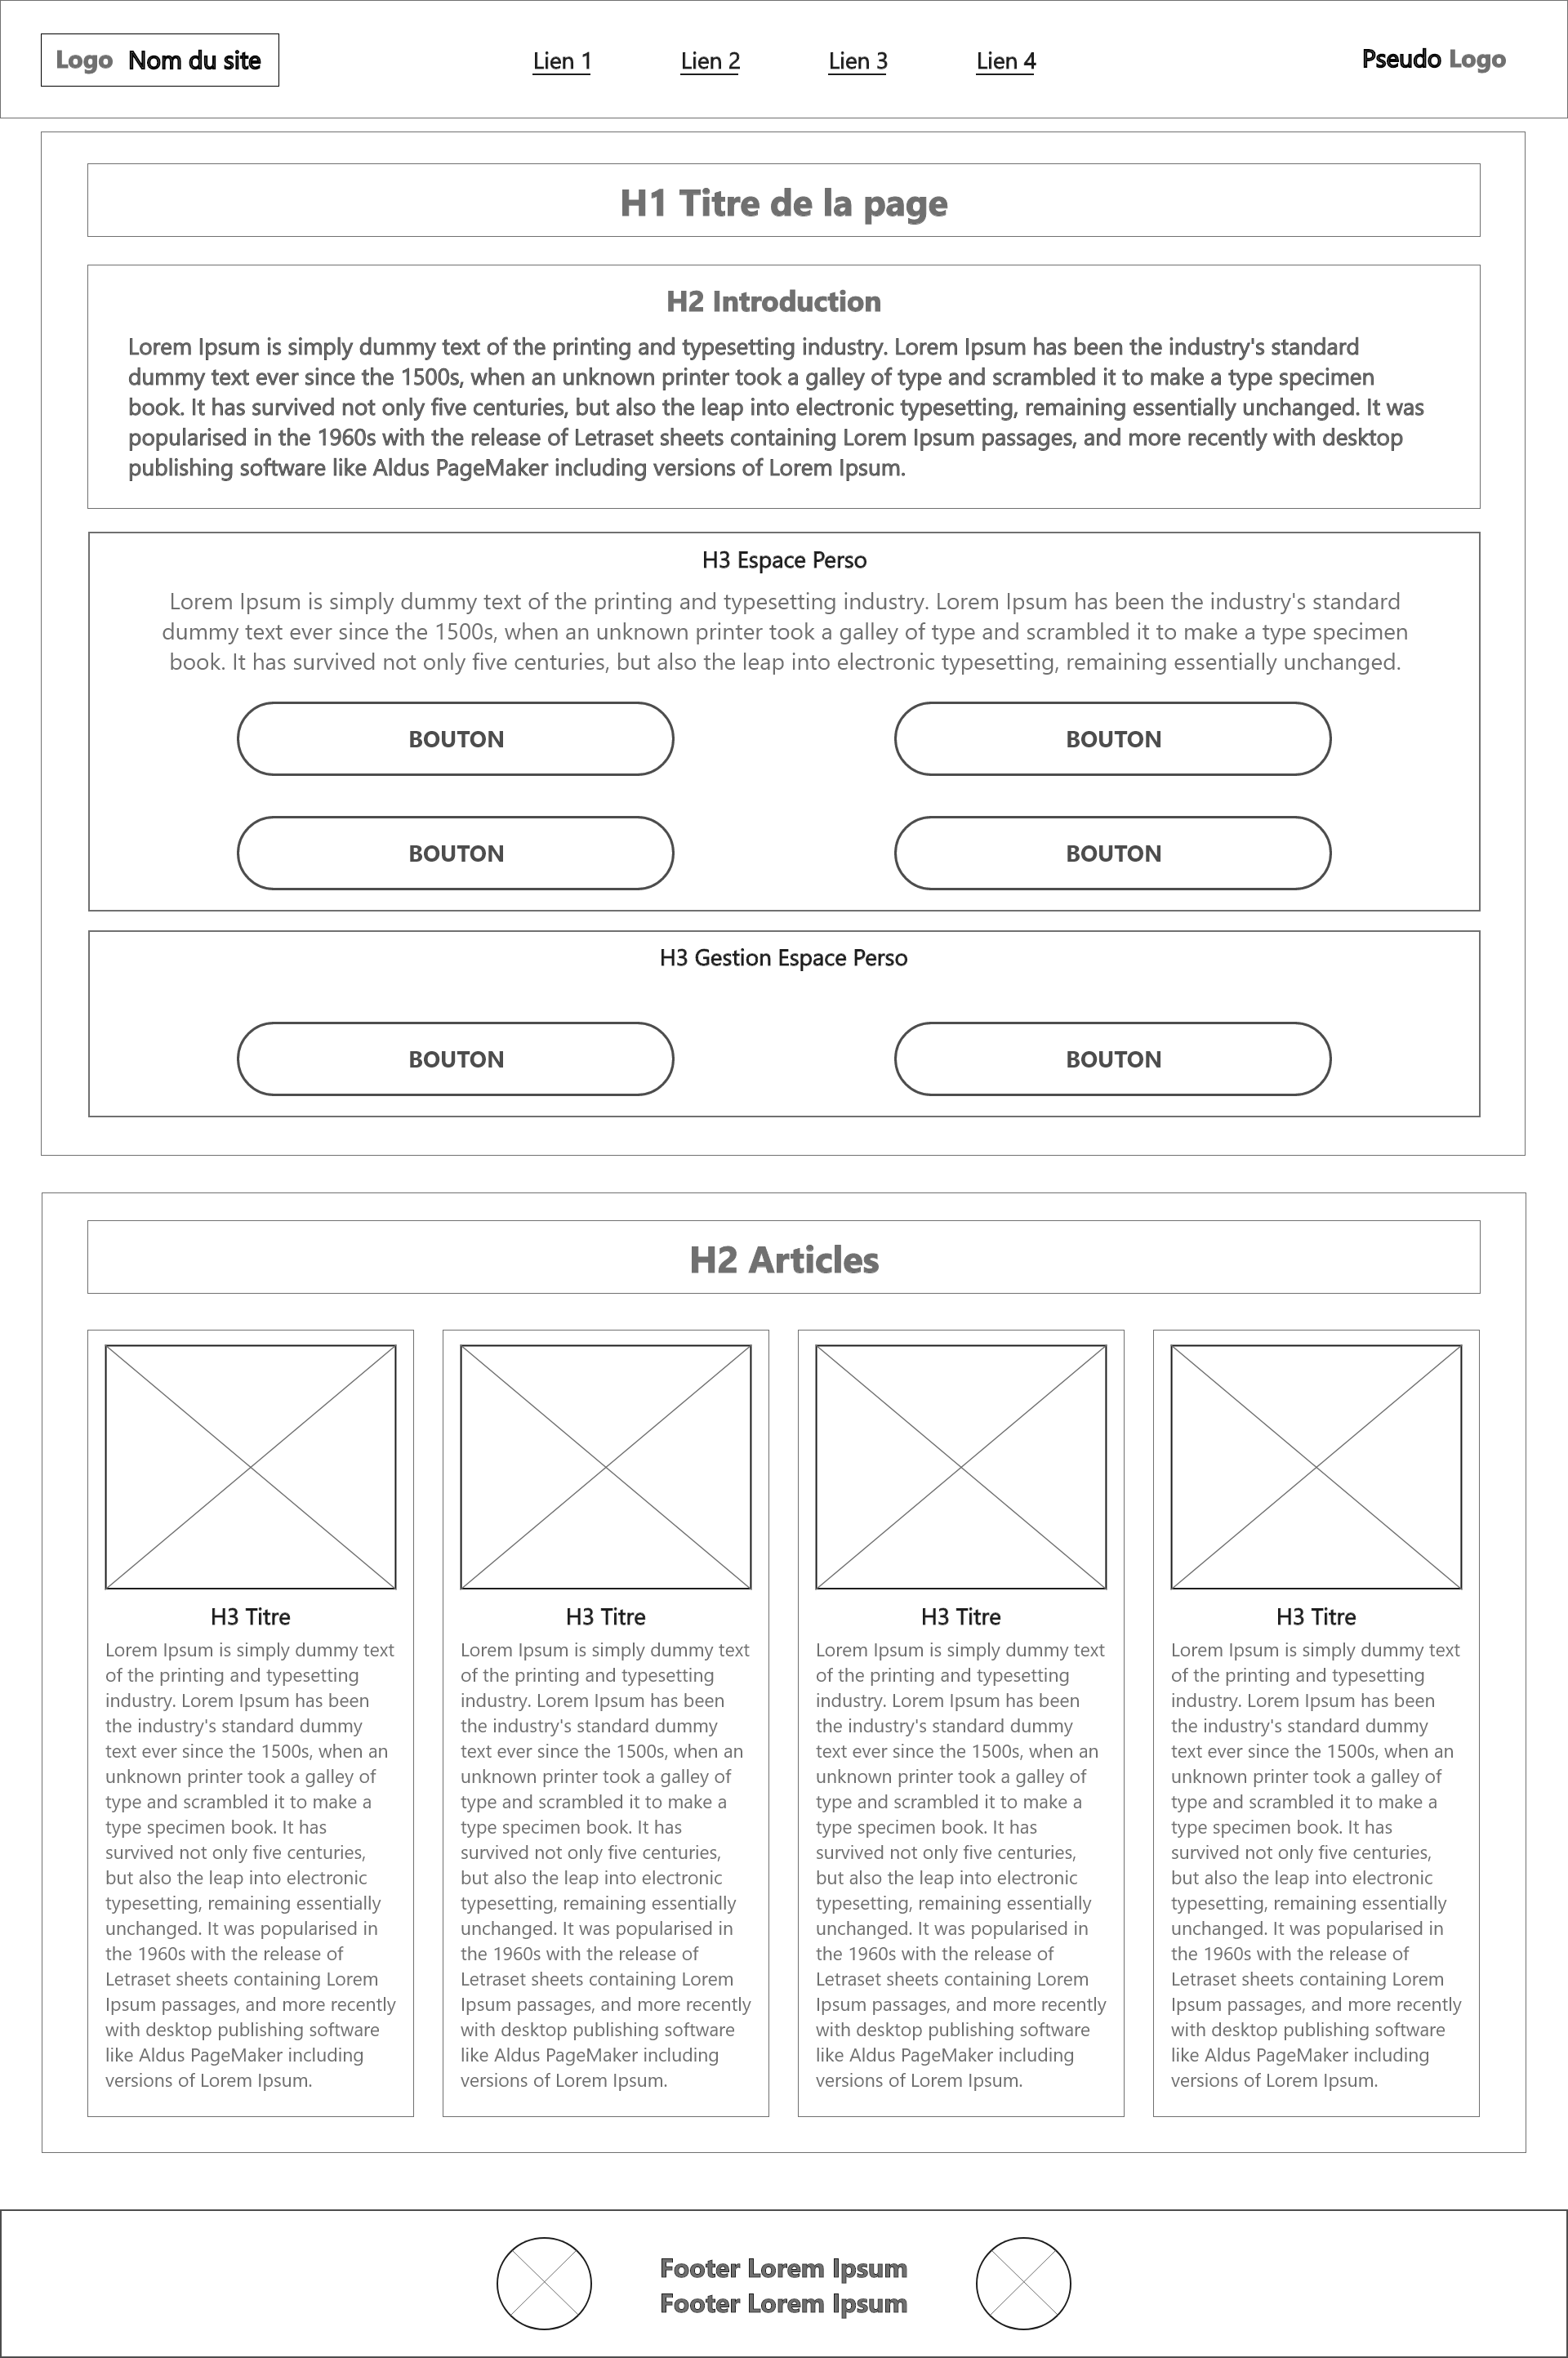 Logo Nom du site Lien 1 Lien 2 Lien 3 Lien 4 Pseudo Logo
H1 Titre de la page
H2 Introduction
Lorem Ipsum is simply dummy text of the printing and typesetting industry. Lorem Ipsum has been the industry's standard
dummy text ever since the 1500s, when an unknown printer took a galley of type and scrambled it to make a type specimen
book. It has survived not only five centuries, but also the leap into electronic typesetting, remaining essentially unchanged. It was
popularised in the 1960s with the release of Letraset sheets containing Lorem Ipsum passages, and more recently with desktop
publishing software like Aldus PageMaker including versions of Lorem Ipsum.
H3 Espace Perso
Lorem Ipsum is simply dummy text of the printing and typesetting industry. Lorem Ipsum has been the industry's standard
dummy text ever since the 1500s, when an unknown printer took a galley of type and scrambled it to make a type specimen
book. It has survived not only five centuries, but also the leap into electronic typesetting, remaining essentially unchanged.
BOUTON BOUTON
BOUTON BOUTON
H3 Gestion Espace Perso
BOUTON BOUTON
H2 Articles
H3 Titre
Lorem Ipsum is simply dummy text
of the printing and typesetting
industry. Lorem Ipsum has been
the industry's standard dummy
text ever since the 1500s, when an
unknown printer took a galley of
type and scrambled it to make a
type specimen book. It has
survived not only five centuries,
but also the leap into electronic
typesetting, remaining essentially
unchanged. It was popularised in
the 1960s with the release of
Letraset sheets containing Lorem
Ipsum passages, and more recently
with desktop publishing software
like Aldus PageMaker including
versions of Lorem Ipsum.
H3 Titre
Lorem Ipsum is simply dummy text
of the printing and typesetting
industry. Lorem Ipsum has been
the industry's standard dummy
text ever since the 1500s, when an
unknown printer took a galley of
type and scrambled it to make a
type specimen book. It has
survived not only five centuries,
but also the leap into electronic
typesetting, remaining essentially
unchanged. It was popularised in
the 1960s with the release of
Letraset sheets containing Lorem
Ipsum passages, and more recently
with desktop publishing software
like Aldus PageMaker including
versions of Lorem Ipsum.
H3 Titre
Lorem Ipsum is simply dummy text
of the printing and typesetting
industry. Lorem Ipsum has been
the industry's standard dummy
text ever since the 1500s, when an
unknown printer took a galley of
type and scrambled it to make a
type specimen book. It has
survived not only five centuries,
but also the leap into electronic
typesetting, remaining essentially
unchanged. It was popularised in
the 1960s with the release of
Letraset sheets containing Lorem
Ipsum passages, and more recently
with desktop publishing software
like Aldus PageMaker including
versions of Lorem Ipsum.
H3 Titre
Lorem Ipsum is simply dummy text
of the printing and typesetting
industry. Lorem Ipsum has been
the industry's standard dummy
text ever since the 1500s, when an
unknown printer took a galley of
type and scrambled it to make a
type specimen book. It has
survived not only five centuries,
but also the leap into electronic
typesetting, remaining essentially
unchanged. It was popularised in
the 1960s with the release of
Letraset sheets containing Lorem
Ipsum passages, and more recently
with desktop publishing software
like Aldus PageMaker including
versions of Lorem Ipsum.
Footer Lorem Ipsum
Footer Lorem Ipsum